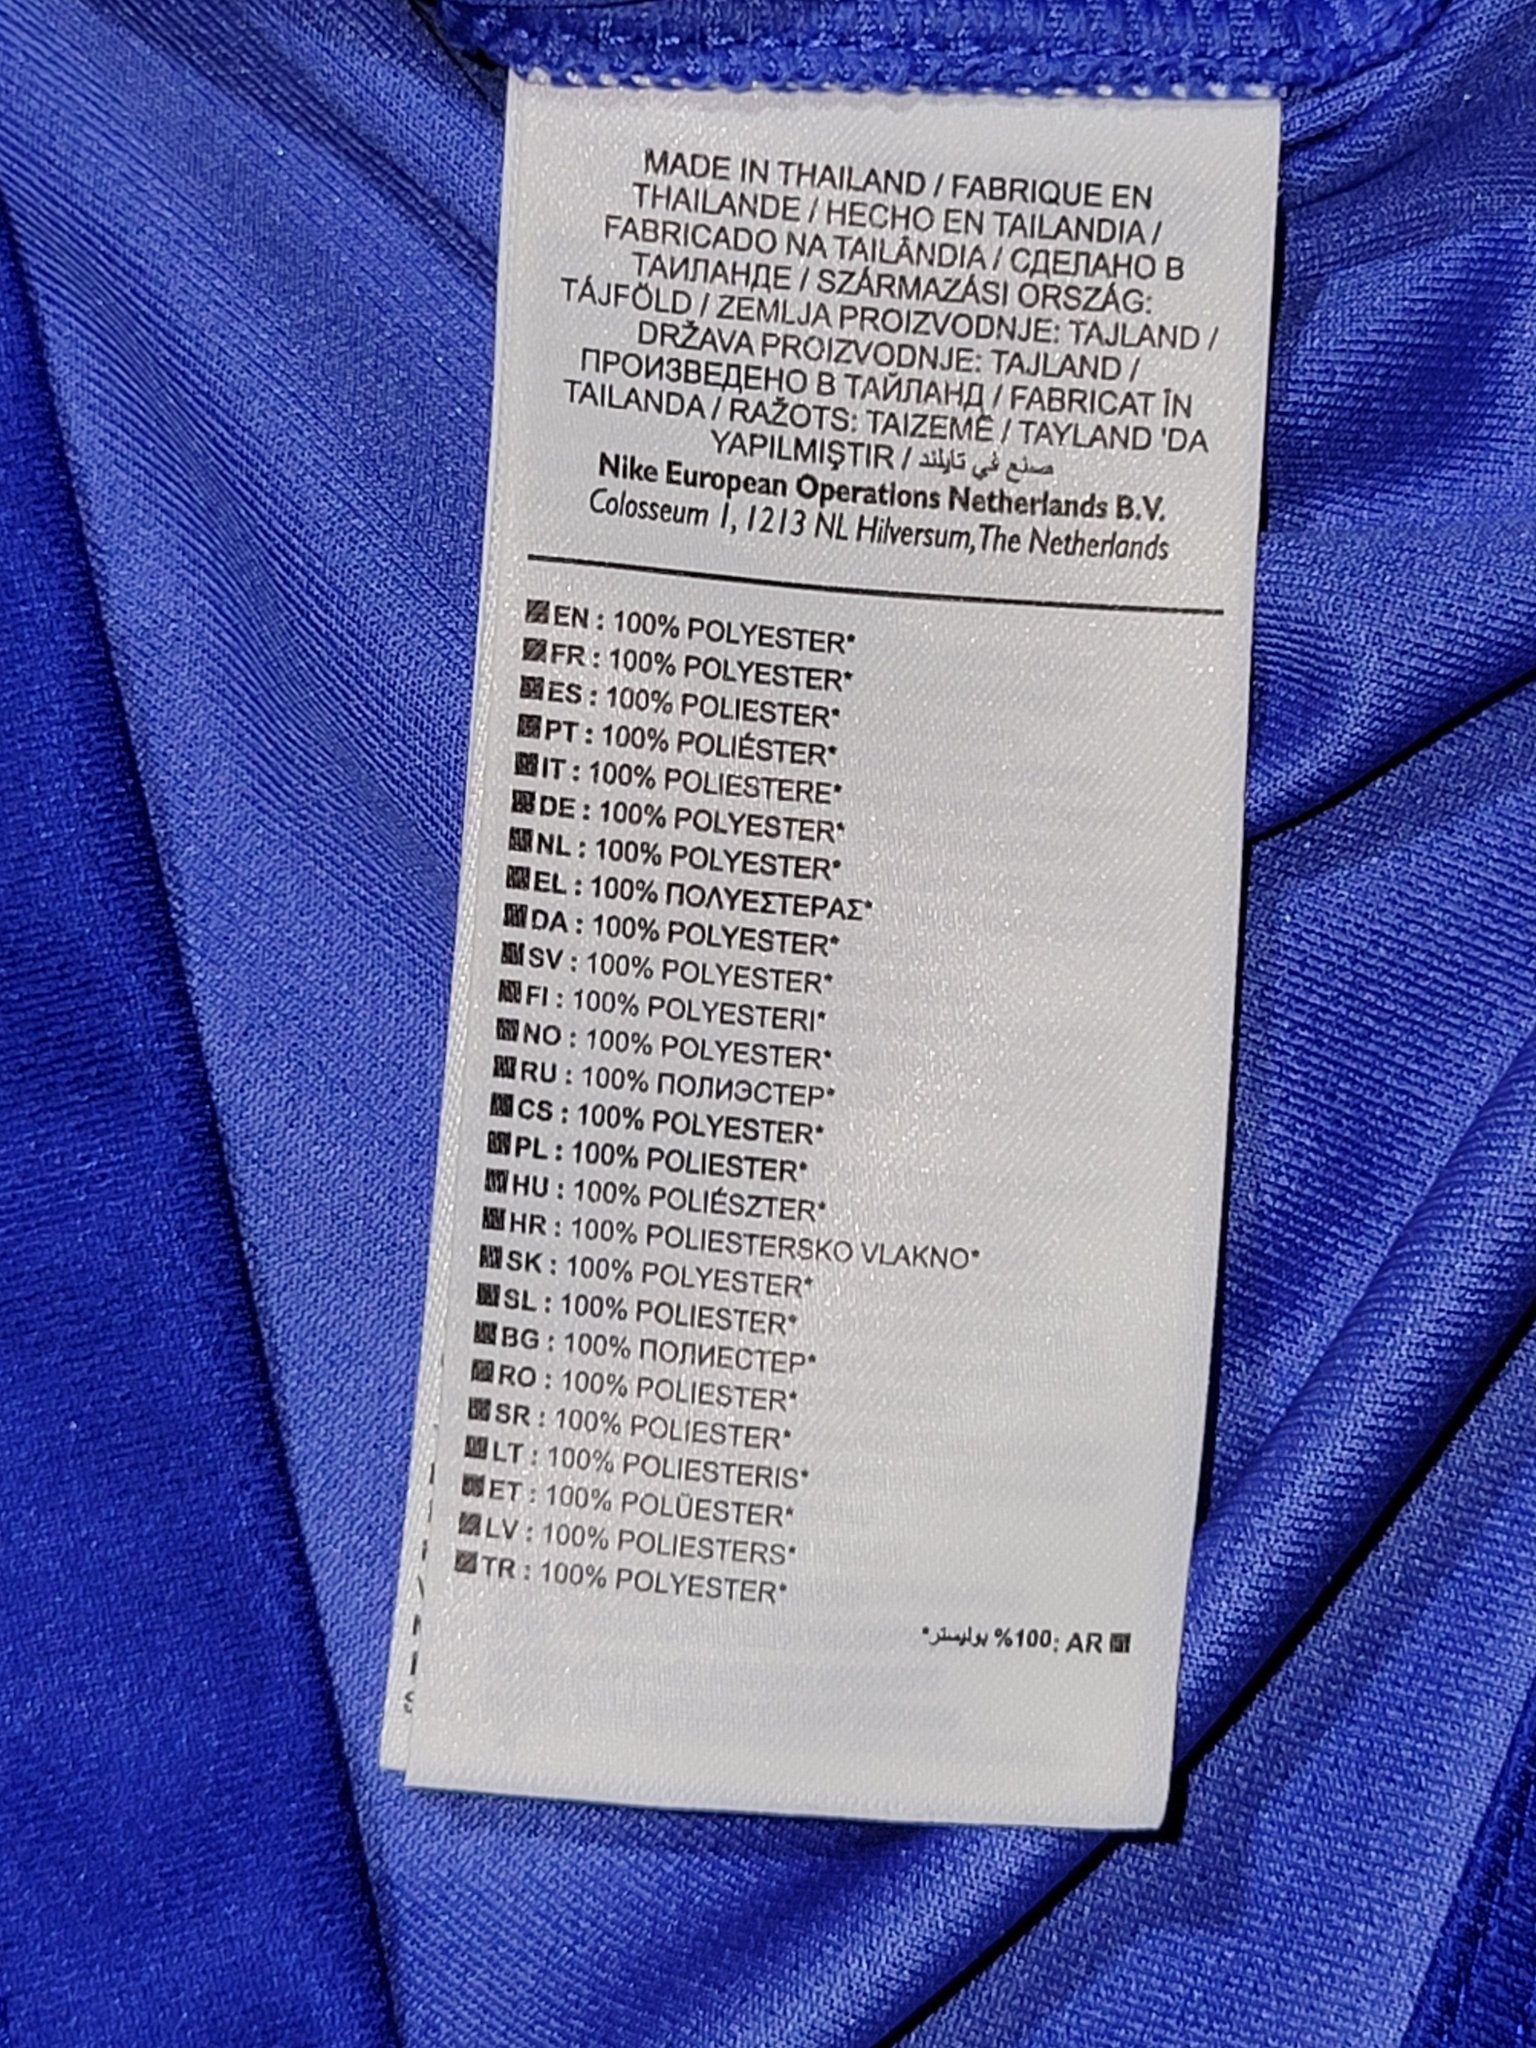 MADE IN THAILAND / FABRIQUE EN
THAILANDE / HECHO EN TAILANDIA /
FABRICADO NA TAILÂNDIA / СДЕЛАНО В
ТАИЛАНДЕ / SZÁRMAZÁSI ORSZÁG:
TÁJFÖLD / ZEMLJA PROIZVODNJE: TAJLAND /
DRŽAVA PROIZVODNJE: TAJLAND /
ПРОИЗВЕДЕНО В ТАЙЛАНД / FABRICAT ÎN
TAILANDA / RAŽOTS: TAIZEMĒ / TAYLAND 'DA
YAPILMIŞTIR / صنع في تايلند
Nike European Operations Netherlands B.V.
Colosseum 1, 1213 NL Hilversum, The Netherlands
EN : 100% POLYESTER*
FR : 100% POLYESTER*
ES : 100% POLIESTER*
PT : 100% POLIÉSTER*
IT : 100% POLIESTERE*
DE : 100% POLYESTER*
NL : 100% POLYESTER*
EL : 100% ΠΟΛΥΕΣΤΕΡΑΣ*
DA : 100% POLYESTER*
SV : 100% POLYESTER*
FI : 100% POLYESTERI*
NO : 100% POLYESTER*
RU : 100% ПОЛИЭСТЕР*
CS : 100% POLYESTER*
PL : 100% POLIESTER*
HU : 100% POLIÉSZTER*
HR : 100% POLIESTERSKO VLAKNO*
SK : 100% POLYESTER*
SL : 100% POLIESTER*
BG : 100% ПОЛИЕСТЕР*
RO : 100% POLIESTER*
SR : 100% POLIESTER*
LT : 100% POLIESTERIS*
ET : 100% POLÜESTER*
LV : 100% POLIESTERS*
TR : 100% POLYESTER*
AR :100% بوليستر*